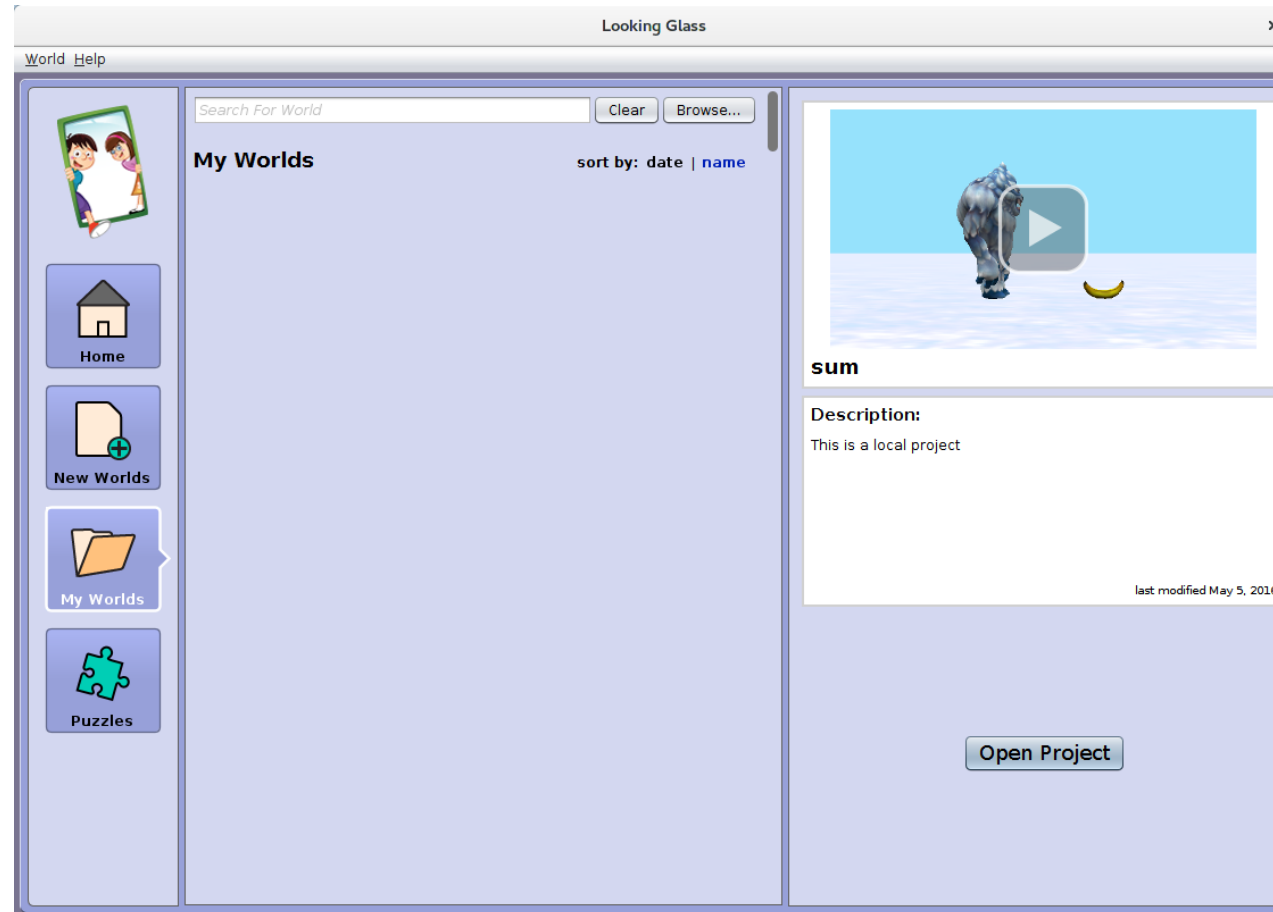 Looking Glass
World Help
Search For World
Clear
Browse...
My Worlds
sort by: date | name
Home
New Worlds
My Worlds
Puzzles
sum
Description:
This is a local project
last modified May 5, 2016
Open Project